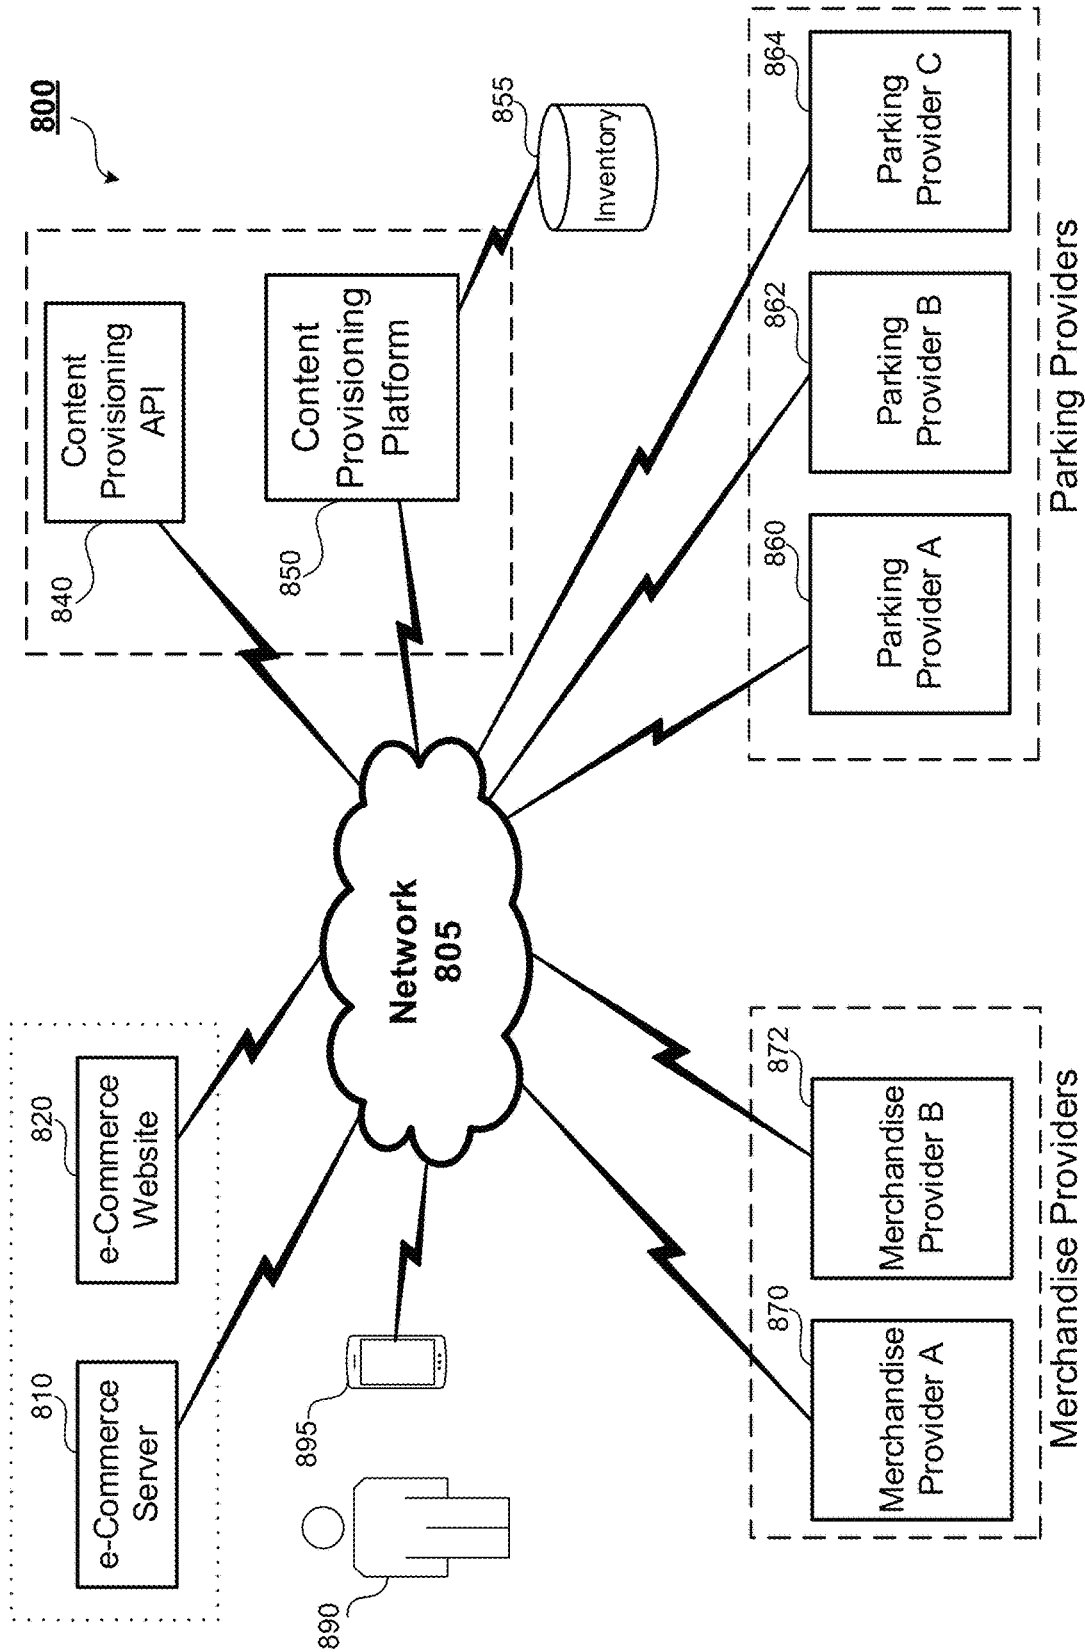 800
810
e-Commerce
Server
820
e-Commerce
Website
840
Content
Provisioning
API
850
Content
Provisioning
Platform
855
Inventory
890
895
Network
805
870
Merchandise
Provider A
872
Merchandise
Provider B
Merchandise Providers
860
Parking
Provider A
862
Parking
Provider B
864
Parking
Provider C
Parking Providers